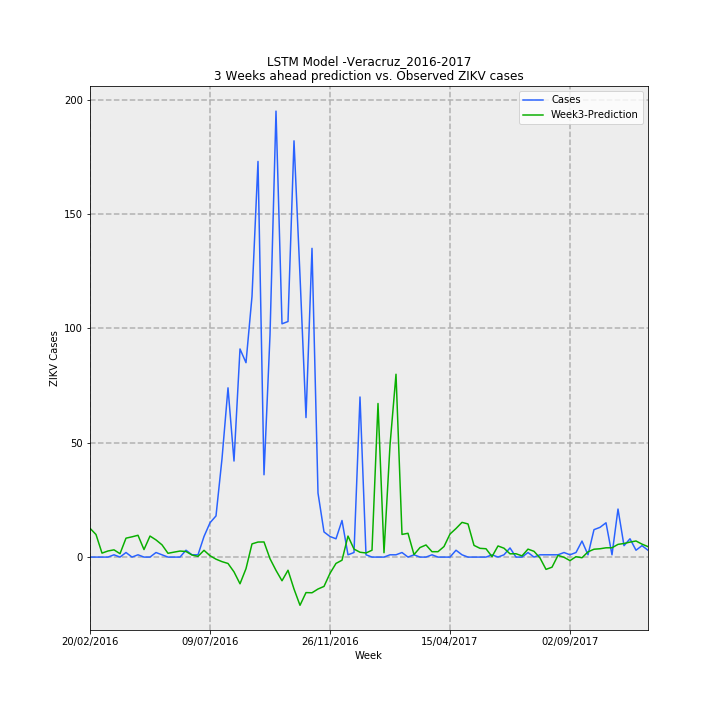 LSTM Model -Veracruz_2016-2017
3 Weeks ahead prediction vs. Observed ZIKV cases
Cases
Week3-Prediction
200
150
100
50
0
ZIKV Cases
20/02/2016 09/07/2016 26/11/2016 15/04/2017 02/09/2017
Week